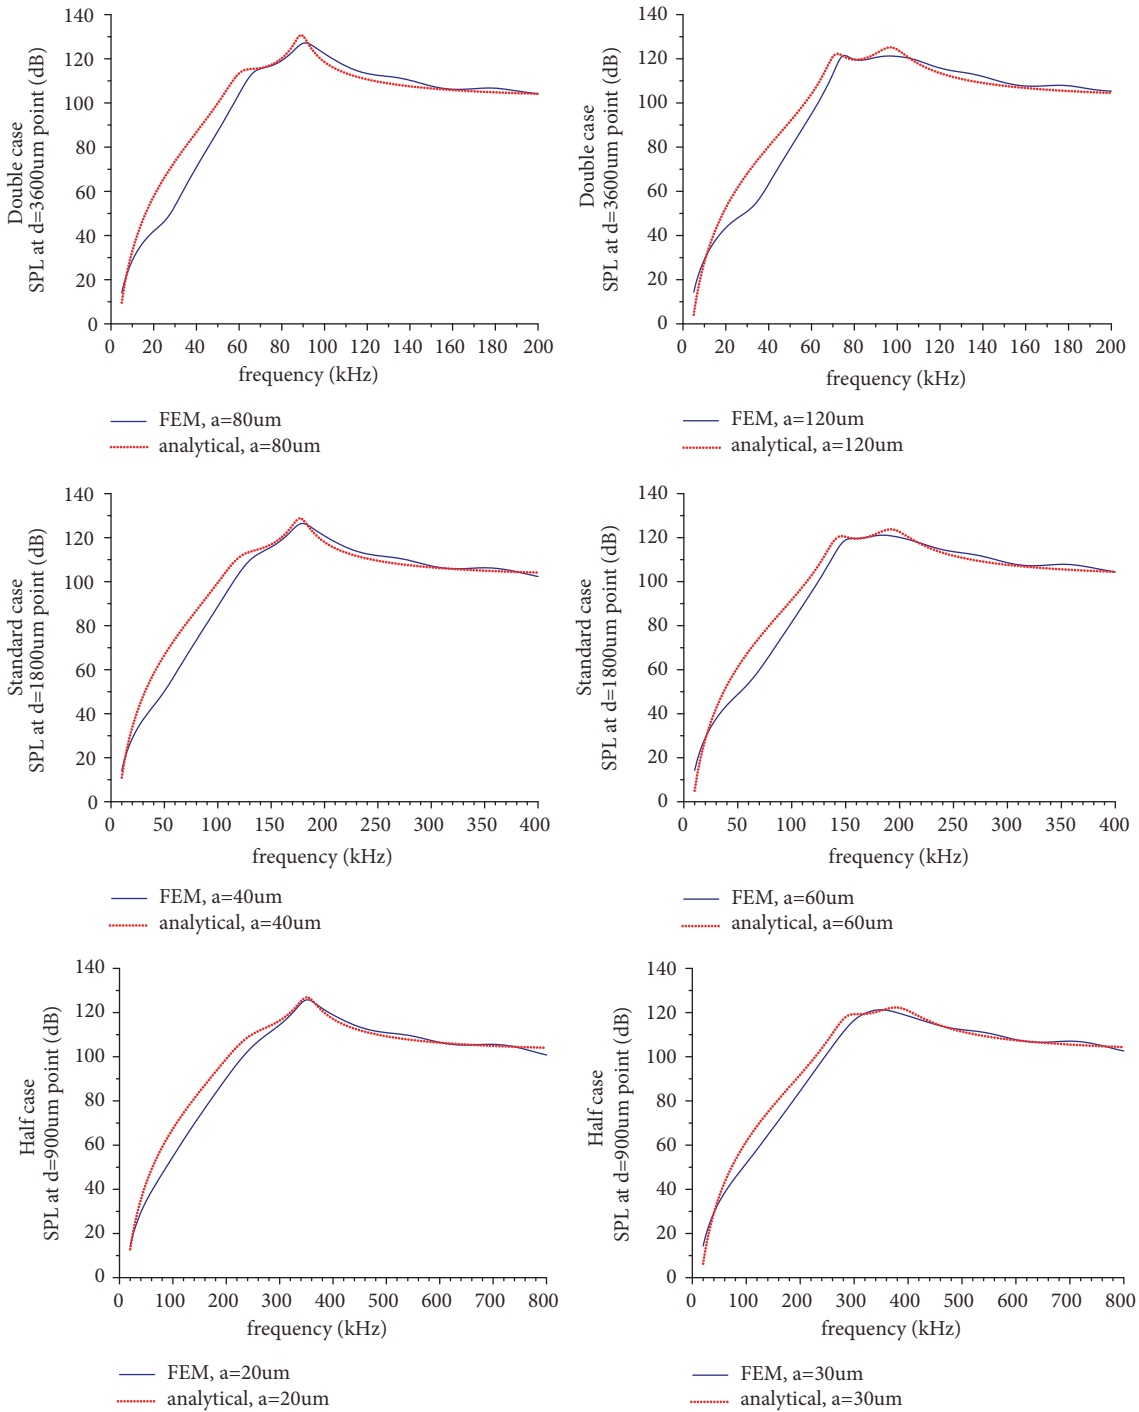 140
120
100
80
60
40
20
0
Double case
SPL at d=3600um point (dB)
0 20 40 60 80 100 120 140 160 180 200
frequency (kHz)
FEM, a=80um
analytical, a=80um
140
120
100
80
60
40
20
0
Double case
SPL at d=3600um point (dB)
0 20 40 60 80 100 120 140 160 180 200
frequency (kHz)
FEM, a=120um
analytical, a=120um
140
120
100
80
60
40
20
0
Standard case
SPL at d=1800um point (dB)
0 50 100 150 200 250 300 350 400
frequency (kHz)
FEM, a=40um
analytical, a=40um
140
120
100
80
60
40
20
0
Standard case
SPL at d=1800um point (dB)
0 50 100 150 200 250 300 350 400
frequency (kHz)
FEM, a=60um
analytical, a=60um
140
120
100
80
60
40
20
0
Half case
SPL at d=900um point (dB)
0 100 200 300 400 500 600 700 800
frequency (kHz)
FEM, a=20um
analytical, a=20um
140
120
100
80
60
40
20
0
Half case
SPL at d=900um point (dB)
0 100 200 300 400 500 600 700 800
frequency (kHz)
FEM, a=30um
analytical, a=30um